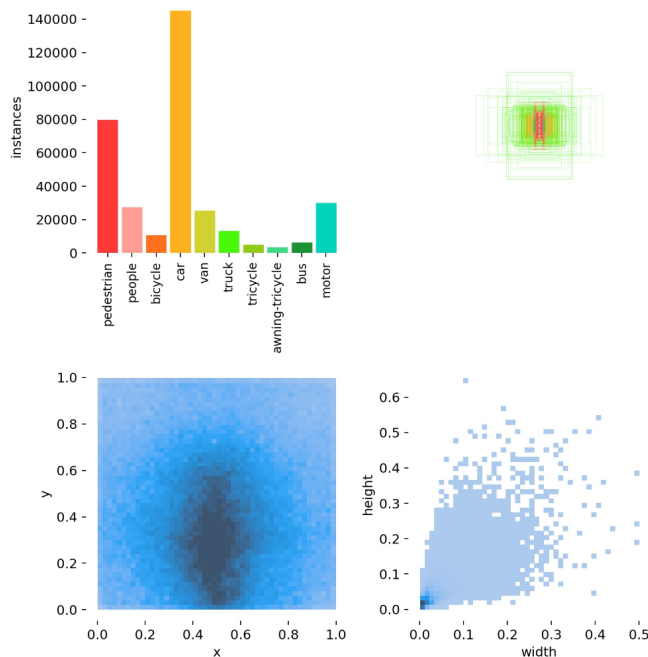 140000
120000
100000
80000
60000
40000
20000
0
instances
pedestrian
people
bicycle
car
van
truck
tricycle
awning-tricycle
bus
motor
1.0
0.8
0.6
0.4
0.2
0.0
y
0.0 0.2 0.4 0.6 0.8 1.0
x
0.6
0.5
0.4
0.3
0.2
0.1
0.0
height
0.0 0.1 0.2 0.3 0.4 0.5
width